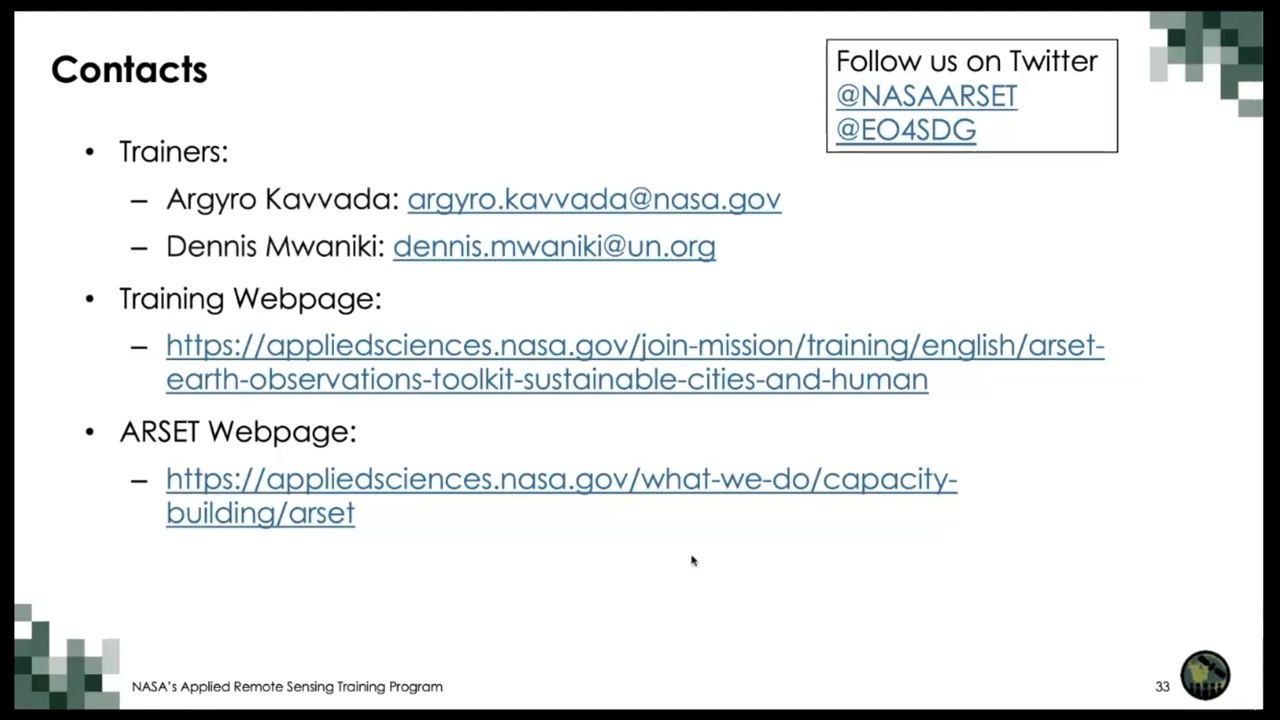 Contacts
Follow us on Twitter
@NASAARSET
@EO4SDG
• Trainers:
– Argyro Kavvada: argyro.kavvada@nasa.gov
– Dennis Mwaniki: dennis.mwaniki@un.org
• Training Webpage:
– https://appliedsciences.nasa.gov/join-mission/training/english/arset-
earth-observations-toolkit-sustainable-cities-and-human
• ARSET Webpage:
– https://appliedsciences.nasa.gov/what-we-do/capacity-
building/arset
NASA's Applied Remote Sensing Training Program
33